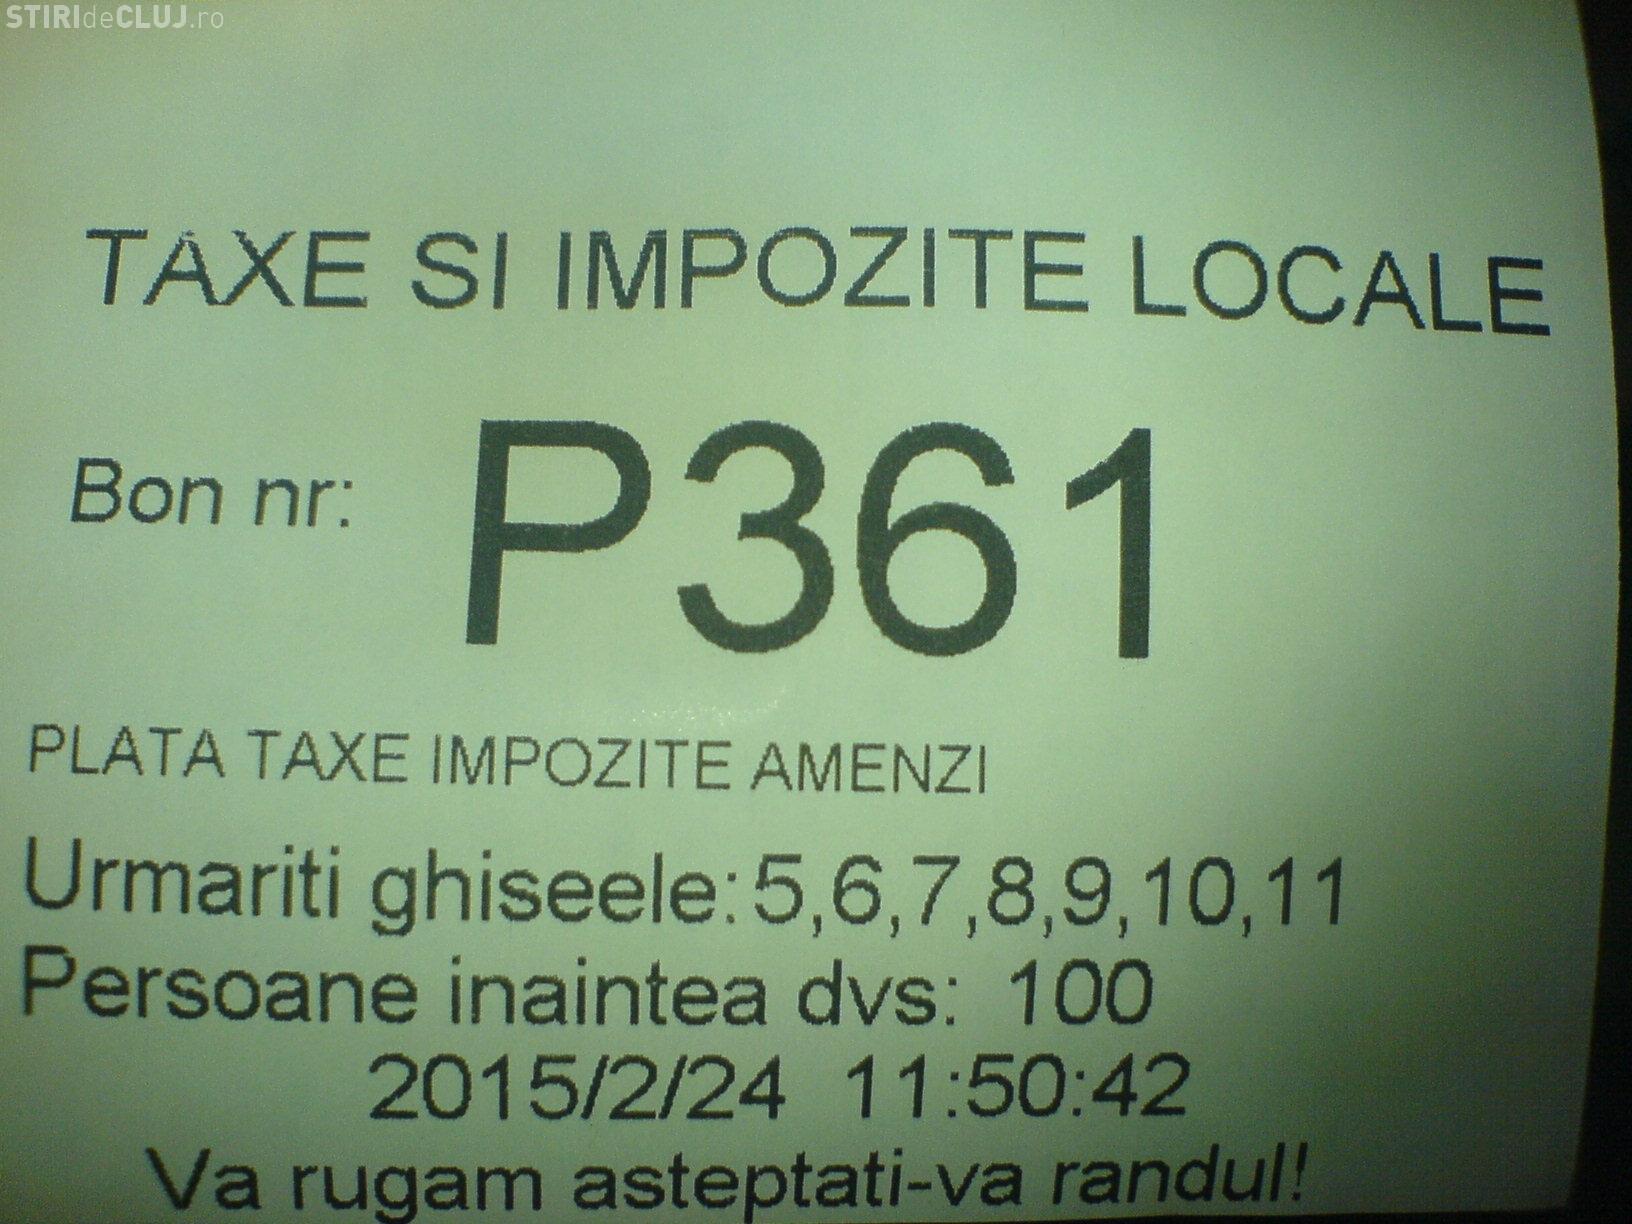 STIRIdeCLUJ.ro
TAXE SI IMPOZITE LOCALE
Bon nr: P361
PLATA TAXE IMPOZITE AMENZI
Urmariti ghiseele:5,6,7,8,9,10,11
Persoane inaintea dvs: 100
2015/2/24 11:50:42
Va rugam asteptati-va randul!